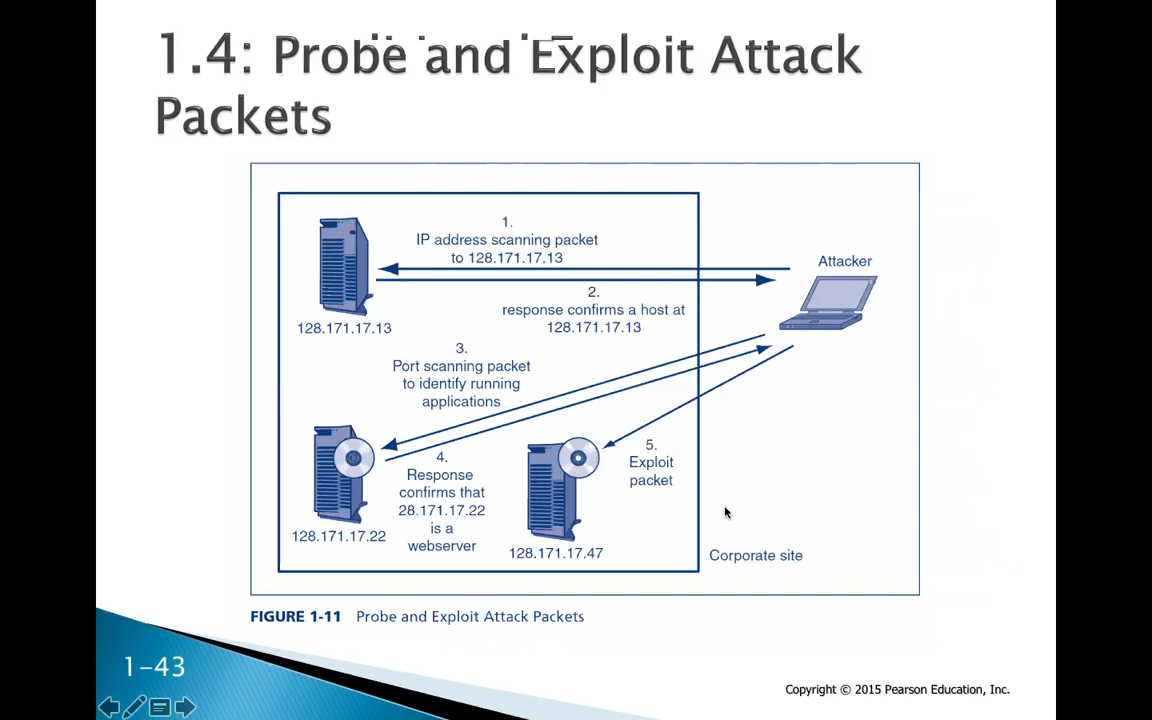 1.4: Probe and Exploit Attack
Packets
1.
IP address scanning packet
to 128.171.17.13
Attacker
2.
response confirms a host at
128.171.17.13
128.171.17.13
3.
Port scanning packet
to identify running
applications
4.
Response
confirms that
28.171.17.22
is a
webserver
5.
Exploit
packet
128.171.17.22
128.171.17.47
Corporate site
FIGURE 1-11 Probe and Exploit Attack Packets
1-43
Copyright © 2015 Pearson Education, Inc.